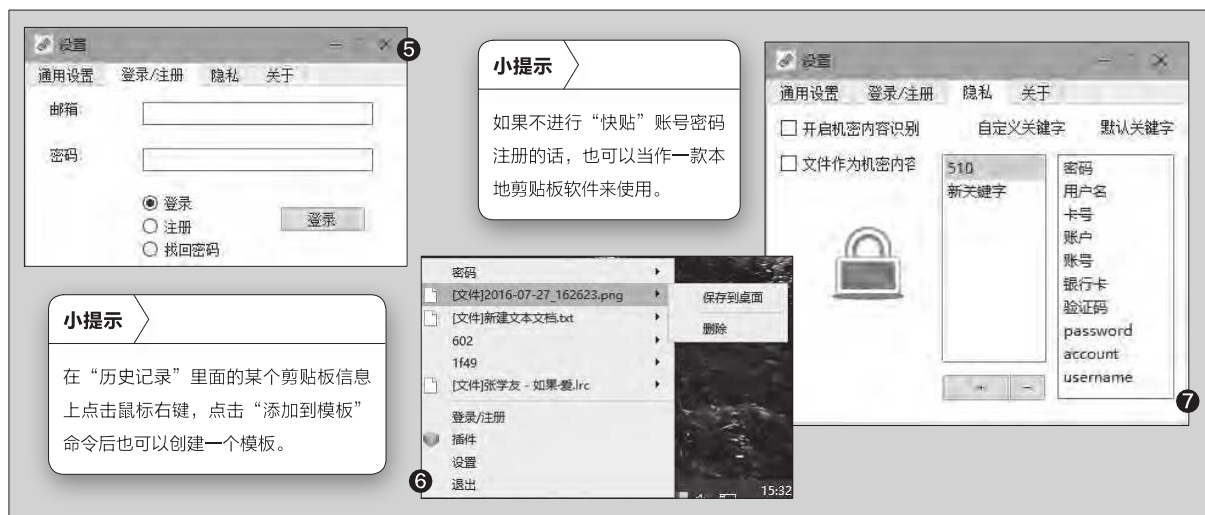 设置
5
通用设置 登录/注册 隐私 关于
邮箱:
密码:
登录
注册
找回密码
登录
小提示
如果不进行“快贴”账号密码
注册的话，也可以当作一款本
地剪贴板软件来使用。
设置
通用设置 登录/注册 隐私 关于
开启机密内容识别 自定义关键字 默认关键字
文件作为机密内容
510
新关键字
密码
用户名
卡号
账户
账号
银行卡
验证码
password
account
username
+ −
7
小提示
在“历史记录”里面的某个剪贴板信息
上点击鼠标右键，点击“添加到模板”
命令后也可以创建一个模板。
密码
[文件]2016-07-27_162623.png
[文件]新建文本文档.txt
602
1f49
[文件]张学友 - 如果·爱.lrc
登录/注册
插件
设置
退出
保存到桌面
删除
6
15:32